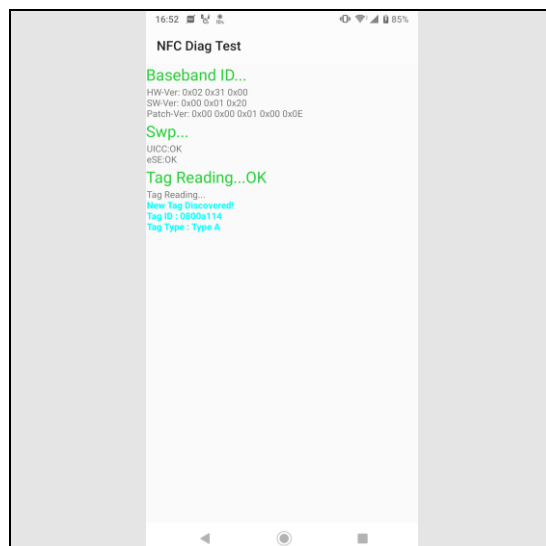 16:52 85%
NFC Diag Test
Baseband ID...
HW-Ver: 0x02 0x31 0x00
SW-Ver: 0x00 0x01 0x20
Patch-Ver: 0x00 0x00 0x01 0x00 0x0E
Swp...
UICC:OK
eSE:OK
Tag Reading...OK
Tag Reading...
New Tag Discovered!
Tag ID : 0800a114
Tag Type : Type A